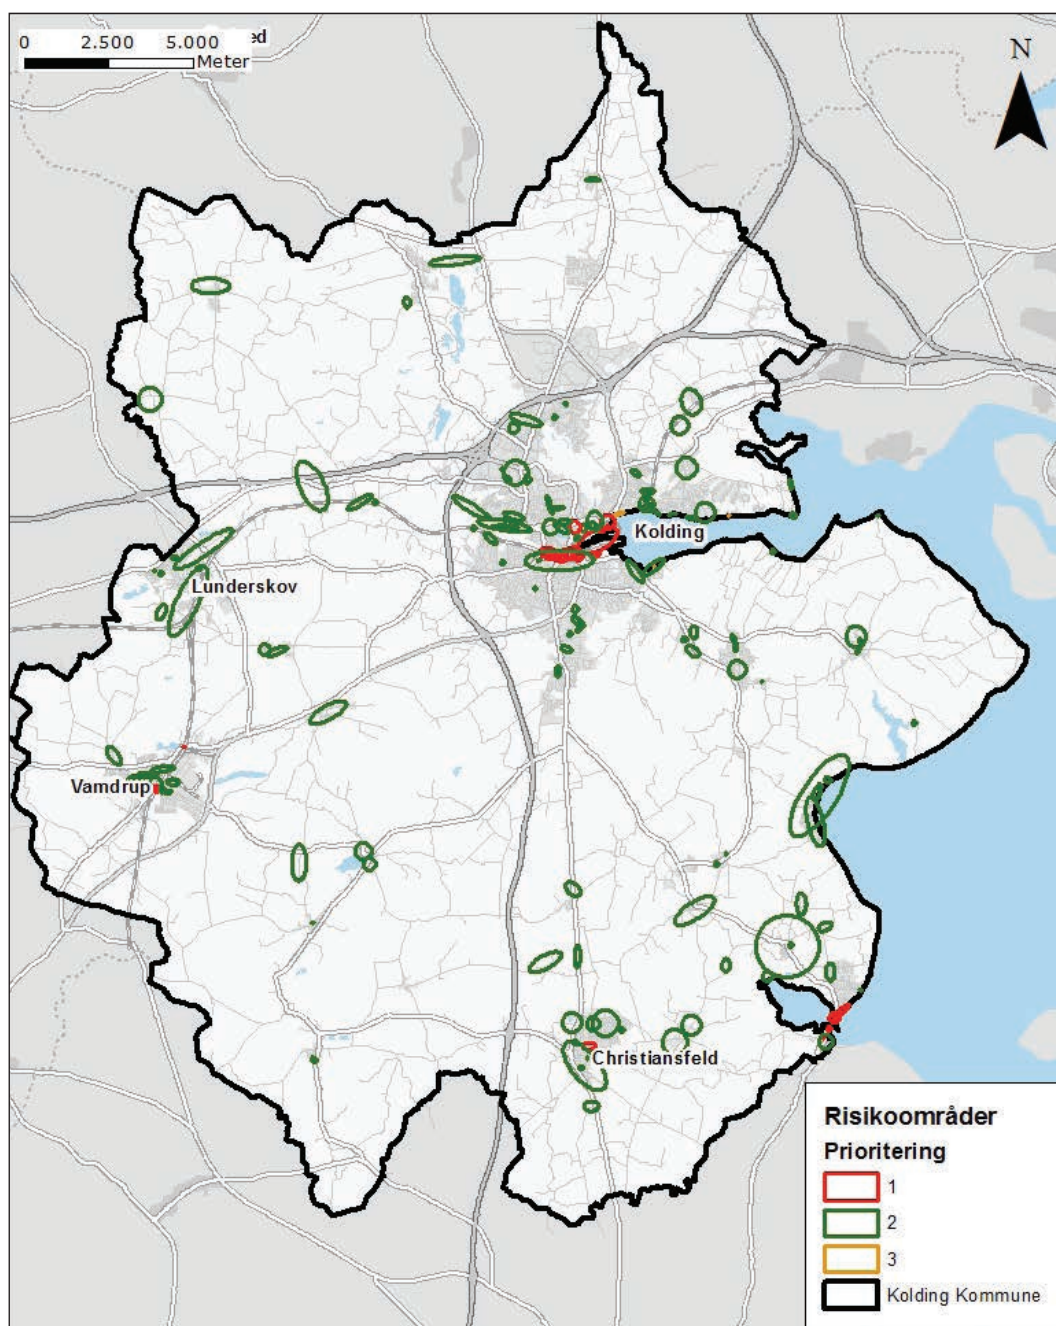 0 2.500 5.000
Meter
N
Kolding
Lunderskov
Vamdrup
Christiansfeld
Risikoområder
Prioritering
1
2
3
Kolding Kommune